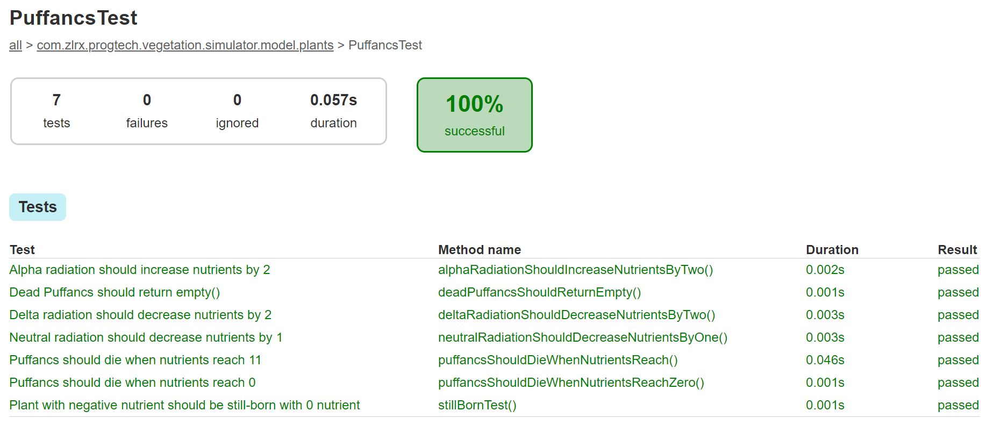 PuffancsTest
all > com.zlrx.progtech.vegetation.simulator.model.plants > PuffancsTest
7 0 0 0.057s
tests failures ignored duration
100%
successful
Tests
Test Method name Duration Result
Alpha radiation should increase nutrients by 2 alphaRadiationShouldIncreaseNutrientsByTwo() 0.002s passed
Dead Puffancs should return empty() deadPuffancsShouldReturnEmpty() 0.001s passed
Delta radiation should decrease nutrients by 2 deltaRadiationShouldDecreaseNutrientsByTwo() 0.003s passed
Neutral radiation should decrease nutrients by 1 neutralRadiationShouldDecreaseNutrientsByOne() 0.003s passed
Puffancs should die when nutrients reach 11 puffancsShouldDieWhenNutrientsReach() 0.046s passed
Puffancs should die when nutrients reach 0 puffancsShouldDieWhenNutrientsReachZero() 0.001s passed
Plant with negative nutrient should be still-born with 0 nutrient stillBornTest() 0.001s passed